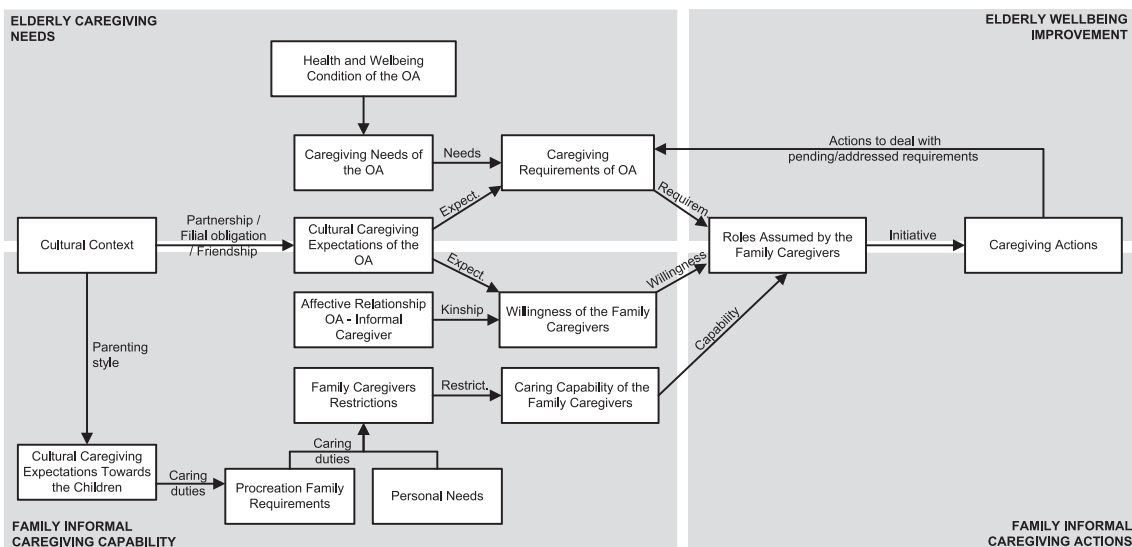 ELDERLY CAREGIVING
NEEDS
ELDERLY WELLBEING
IMPROVEMENT
Health and Welbeing
Condition of the OA
Caregiving Needs of
the OA
Needs
Caregiving
Requirements of OA
Actions to deal with
pending/addressed requirements
Expect.
Requirem.
Cultural Context
Partnership /
Filial obligation
/ Friendship
Cultural Caregiving
Expectations of the
OA
Roles Assumed by the
Family Caregivers
Initiative
Caregiving Actions
Expect.
Willingness
Affective Relationship
OA - Informal
Caregiver
Kinship
Willingness of the Family
Caregivers
Capability
Parenting
style
Family Caregivers
Restrictions
Restrict.
Caring Capability of the
Family Caregivers
Cultural Caregiving
Expectations Towards
the Children
Caring
duties
Caring
duties
Procreation Family
Requirements
Personal Needs
FAMILY INFORMAL
CAREGIVING CAPABILITY
FAMILY INFORMAL
CAREGIVING ACTIONS